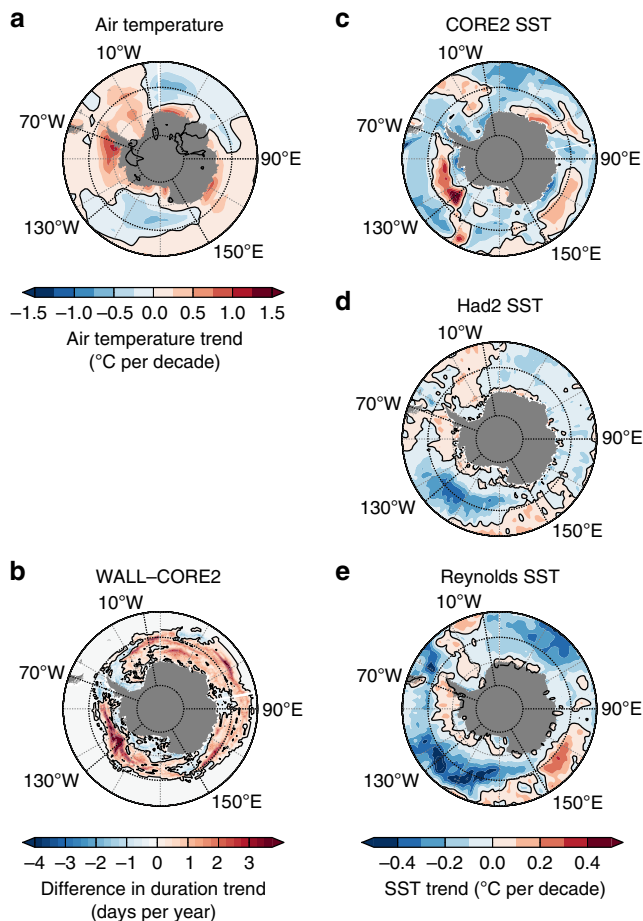 a
Air temperature
10°W
70°W
90°E
130°W
150°E
−1.5 −1.0 −0.5 0.0 0.5 1.0 1.5
Air temperature trend
(°C per decade)
b
WALL–CORE2
10°W
70°W
90°E
130°W
150°E
−4 −3 −2 −1 0 1 2 3
Difference in duration trend
(days per year)
c
CORE2 SST
10°W
70°W
90°E
130°W
150°E
d
Had2 SST
10°W
70°W
90°E
130°W
150°E
e
Reynolds SST
10°W
70°W
90°E
130°W
150°E
−0.4 −0.2 0.0 0.2 0.4
SST trend (°C per decade)